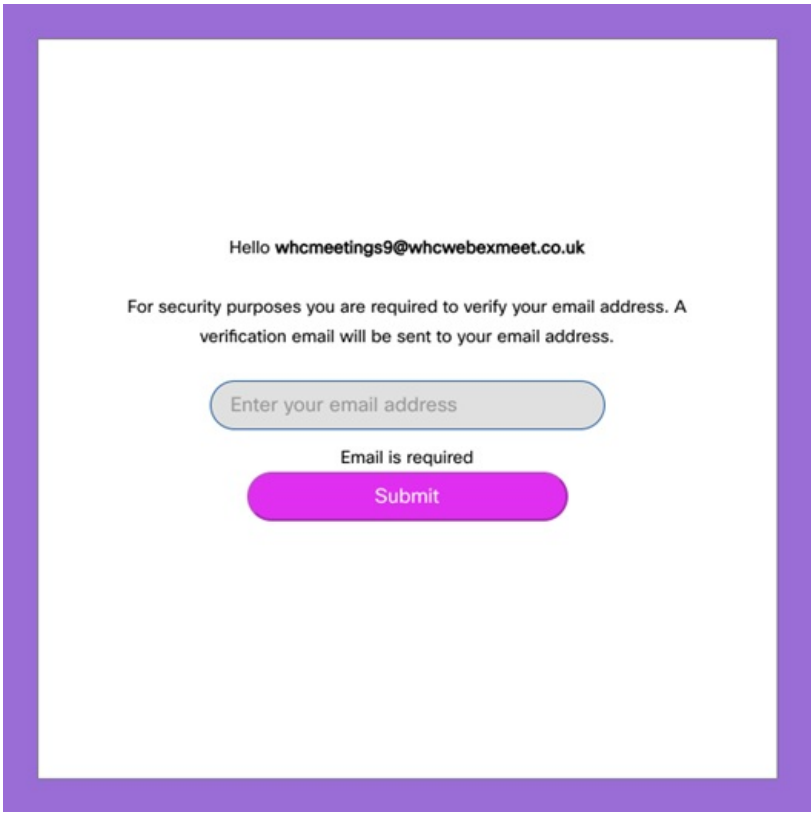 Hello whcmeetings9@whcwebexmeet.co.uk
For security purposes you are required to verify your email address. A
verification email will be sent to your email address.
Enter your email address
Email is required
Submit